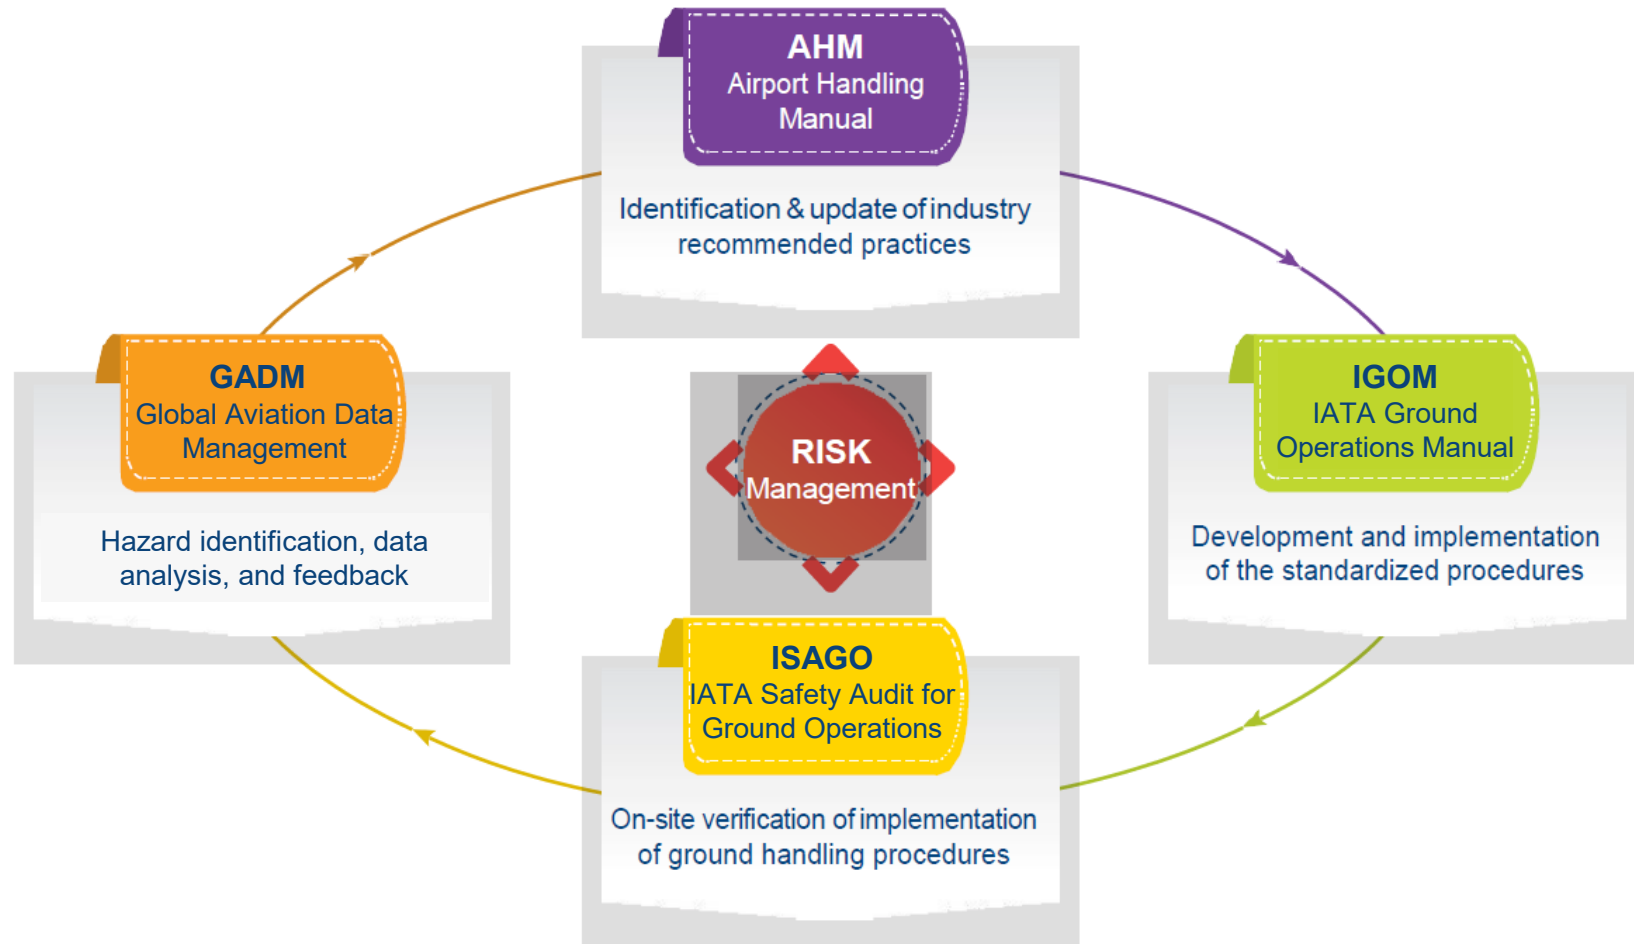 AHM
Airport Handling
Manual
Identification & update of industry
recommended practices
GADM
Global Aviation Data
Management
Hazard identification, data
analysis, and feedback
RISK
Management
IGOM
IATA Ground
Operations Manual
Development and implementation
of the standardized procedures
ISAGO
IATA Safety Audit for
Ground Operations
On-site verification of implementation
of ground handling procedures